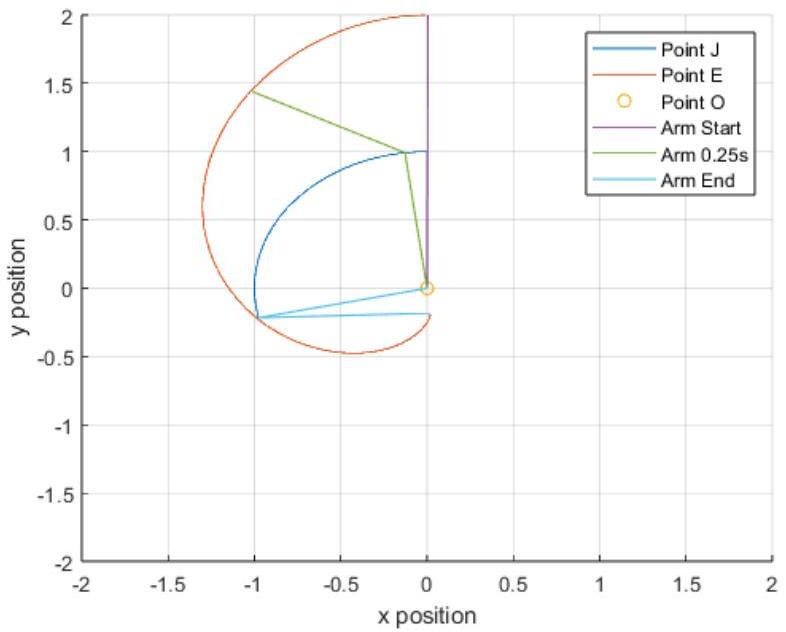 2
1.5
1
0.5
0
-0.5
-1
-1.5
-2
y position
Point J
Point E
Point O
Arm Start
Arm 0.25s
Arm End
-2 -1.5 -1 -0.5 0 0.5 1 1.5 2
x position